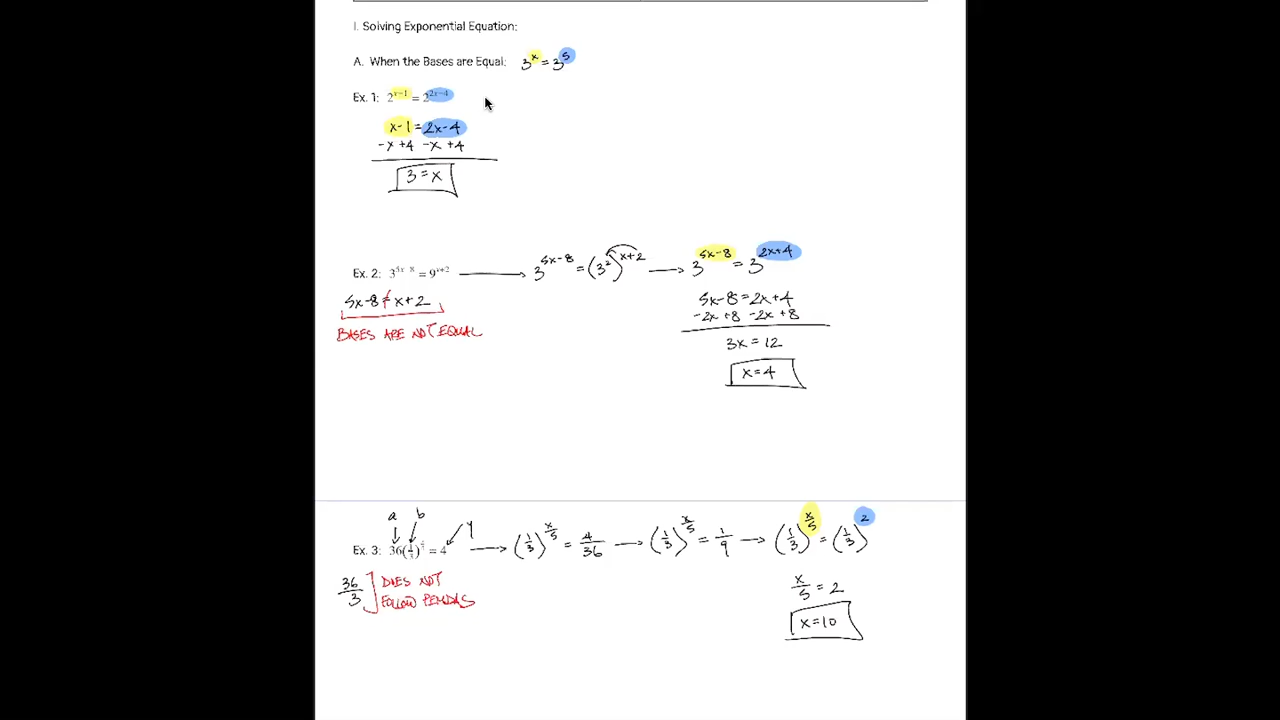 I. Solving Exponential Equation:
A. When the Bases are Equal: 3^x = 3^5
Ex. 1: 2^(x−1) = 2^(2x−4)
x−1 = 2x−4
−x +4 −x +4
3 = x
Ex. 2: 3^(5x−8) = 9^(x+2) → 3^(5x−8) = (3^2)^(x+2) → 3^(5x−8) = 3^(2x+4)
5x−8 ≠ x+2
BASES ARE NOT EQUAL
5x−8 = 2x+4
−2x +8 −2x +8
3x = 12
x = 4
a b y
Ex. 3: 36(1/3)^(x/5) = 4 → (1/3)^(x/5) = 4/36 → (1/3)^(x/5) = 1/9 → (1/3)^(x/5) = (1/3)^2
36/3 ] DOES NOT
FOLLOW PEMDAS
x/5 = 2
x = 10